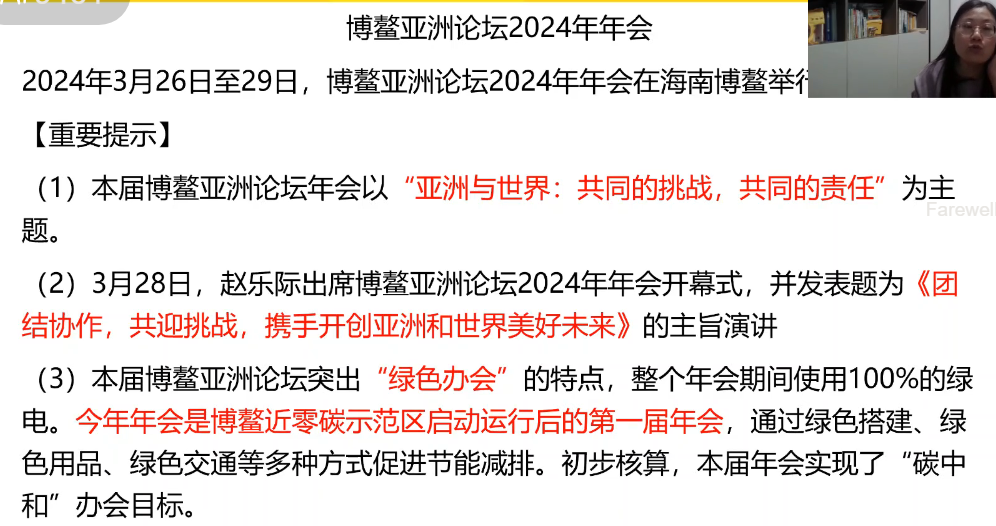 博鳌亚洲论坛2024年年会
2024年3月26日至29日，博鳌亚洲论坛2024年年会在海南博鳌举行
【重要提示】
（1）本届博鳌亚洲论坛年会以“亚洲与世界：共同的挑战，共同的责任”为主
Farewell
题。
（2）3月28日，赵乐际出席博鳌亚洲论坛2024年年会开幕式，并发表题为《团
结协作，共迎挑战，携手开创亚洲和世界美好未来》的主旨演讲
（3）本届博鳌亚洲论坛突出“绿色办会”的特点，整个年会期间使用100%的绿
电。今年年会是博鳌近零碳示范区启动运行后的第一届年会，通过绿色搭建、绿
色用品、绿色交通等多种方式促进节能减排。初步核算，本届年会实现了“碳中
和”办会目标。